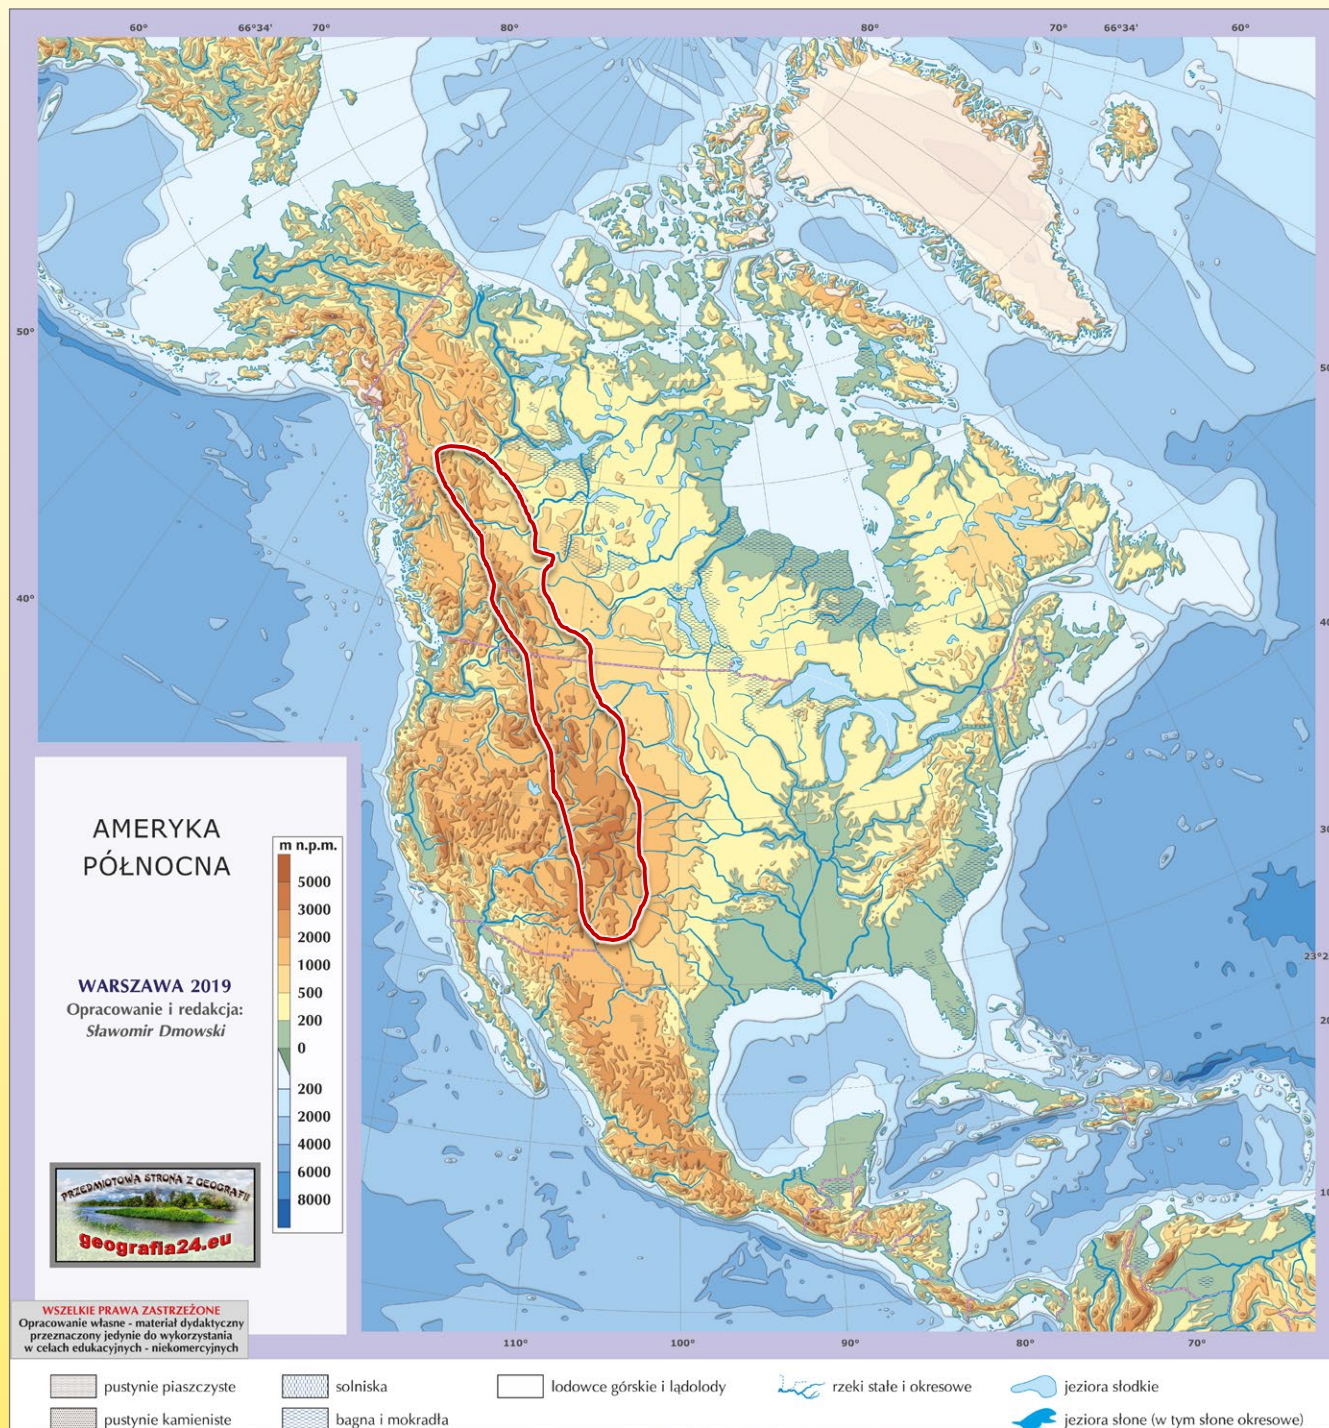 60° 66°34' 70° 80° 80° 70° 66°34' 60°
50°
40°
AMERYKA
PÓŁNOCNA
WARSZAWA 2019
Opracowanie i redakcja:
Sławomir Dmowski
m n.p.m.
5000
3000
2000
1000
500
200
0
200
2000
4000
6000
8000
PRZEDMIOTOWA STRONA Z GEOGRAFII
geografia24.eu
WSZELKIE PRAWA ZASTRZEŻONE
Opracowanie własne - materiał dydaktyczny
przeznaczony jedynie do wykorzystania
w celach edukacyjnych - niekomercyjnych
110° 100° 90° 80° 70°
pustynie piaszczyste
solniska
lodowce górskie i lądolody
rzeki stałe i okresowe
jeziora słodkie
pustynie kamieniste
bagna i mokradła
jeziora słone (w tym słone okresowe)